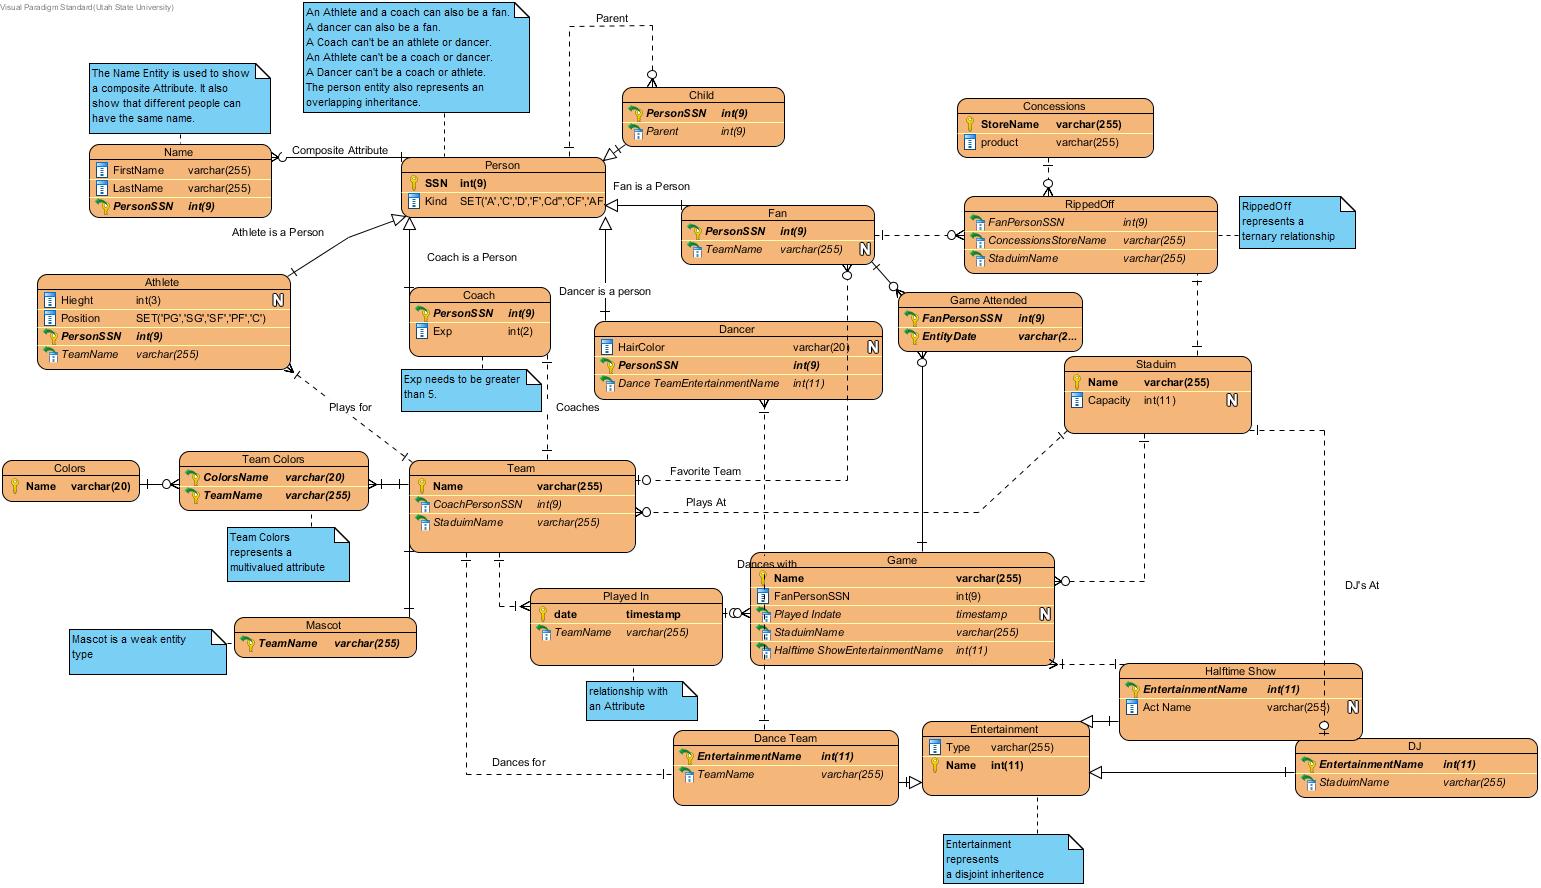 Visual Paradigm Standard(Utah State University)
An Athlete and a coach can also be a fan.
A dancer can also be a fan.
A Coach can't be an athlete or dancer.
An Athlete can't be a coach or dancer.
A Dancer can't be a coach or athlete.
The person entity also represents an
overlapping inheritance.
Parent
The Name Entity is used to show
a composite Attribute. It also
show that different people can
have the same name.
Child
PersonSSN int(9)
Parent int(9)
Concessions
StoreName varchar(255)
product varchar(255)
Name
FirstName varchar(255)
LastName varchar(255)
PersonSSN int(9)
Composite Attribute
Person
SSN int(9)
Kind SET('A','C','D','F','Cd'','CF','AF
Fan is a Person
Fan
PersonSSN int(9)
TeamName varchar(255) N
RippedOff
FanPersonSSN int(9)
ConcessionsStoreName varchar(255)
StaduimName varchar(255)
RippedOff
represents a
ternary relationship
Athlete is a Person
Coach is a Person
Dancer is a person
Athlete
Hieght int(3) N
Position SET('PG','SG','SF','PF','C')
PersonSSN int(9)
TeamName varchar(255)
Coach
PersonSSN int(9)
Exp int(2)
Game Attended
FanPersonSSN int(9)
EntityDate varchar(2...
Dancer
HairColor varchar(20) N
PersonSSN int(9)
Dance TeamEntertainmentName int(11)
Exp needs to be greater
than 5.
Staduim
Name varchar(255)
Capacity int(11) N
Plays for
Coaches
Colors
Name varchar(20)
Team Colors
ColorsName varchar(20)
TeamName varchar(255)
Team
Name varchar(255)
CoachPersonSSN int(9)
StaduimName varchar(255)
Favorite Team
Plays At
Team Colors
represents a
multivalued attribute
Dances with
Game
Name varchar(255)
FanPersonSSN int(9)
Played Indate timestamp N
StaduimName varchar(255)
Halftime ShowEntertainmentName int(11)
DJ's At
Played In
date timestamp
TeamName varchar(255)
Mascot
TeamName varchar(255)
Mascot is a weak entity
type
relationship with
an Attribute
Halftime Show
EntertainmentName int(11)
Act Name varchar(255) N
Entertainment
Type varchar(255)
Name int(11)
Dance Team
EntertainmentName int(11)
TeamName varchar(255)
Dances for
DJ
EntertainmentName int(11)
StaduimName varchar(255)
Entertainment
represents
a disjoint inheritence